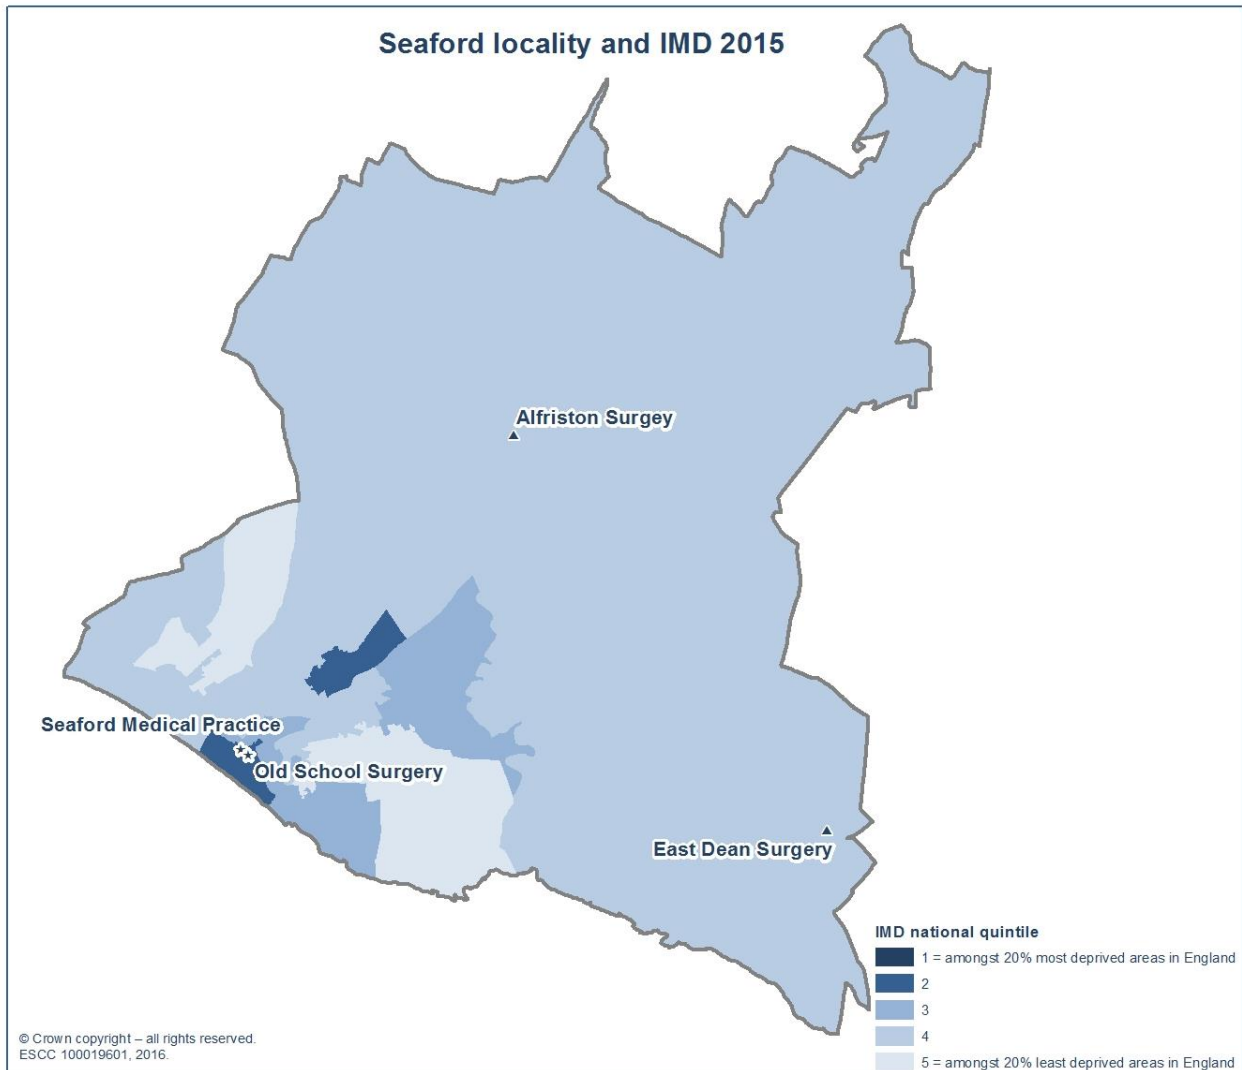 Seaford locality and IMD 2015
Alfriston Surgey
Seaford Medical Practice
Old School Surgery
East Dean Surgery
IMD national quintile
1 = amongst 20% most deprived areas in England
2
3
4
5 = amongst 20% least deprived areas in England
© Crown copyright – all rights reserved.
ESCC 100019601, 2016.